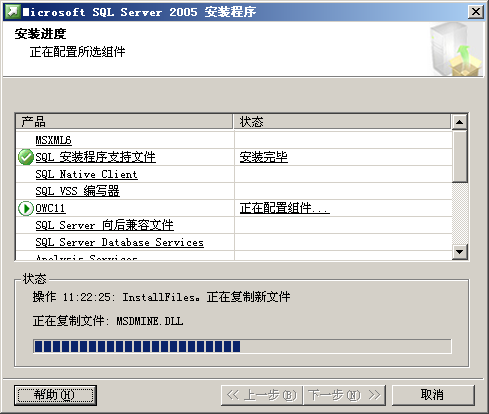 Microsoft SQL Server 2005 安装程序
安装进度
正在配置所选组件
产品 状态
MSXML6
SQL 安装程序支持文件 安装完毕
SQL Native Client
SQL VSS 编写器
OWC11 正在配置组件...
SQL Server 向后兼容文件
SQL Server Database Services
Analysis Services
状态
操作 11:22:25: InstallFiles。正在复制新文件
正在复制文件: MSDMINE.DLL
帮助(H) << 上一步(B) 下一步(N) >> 取消